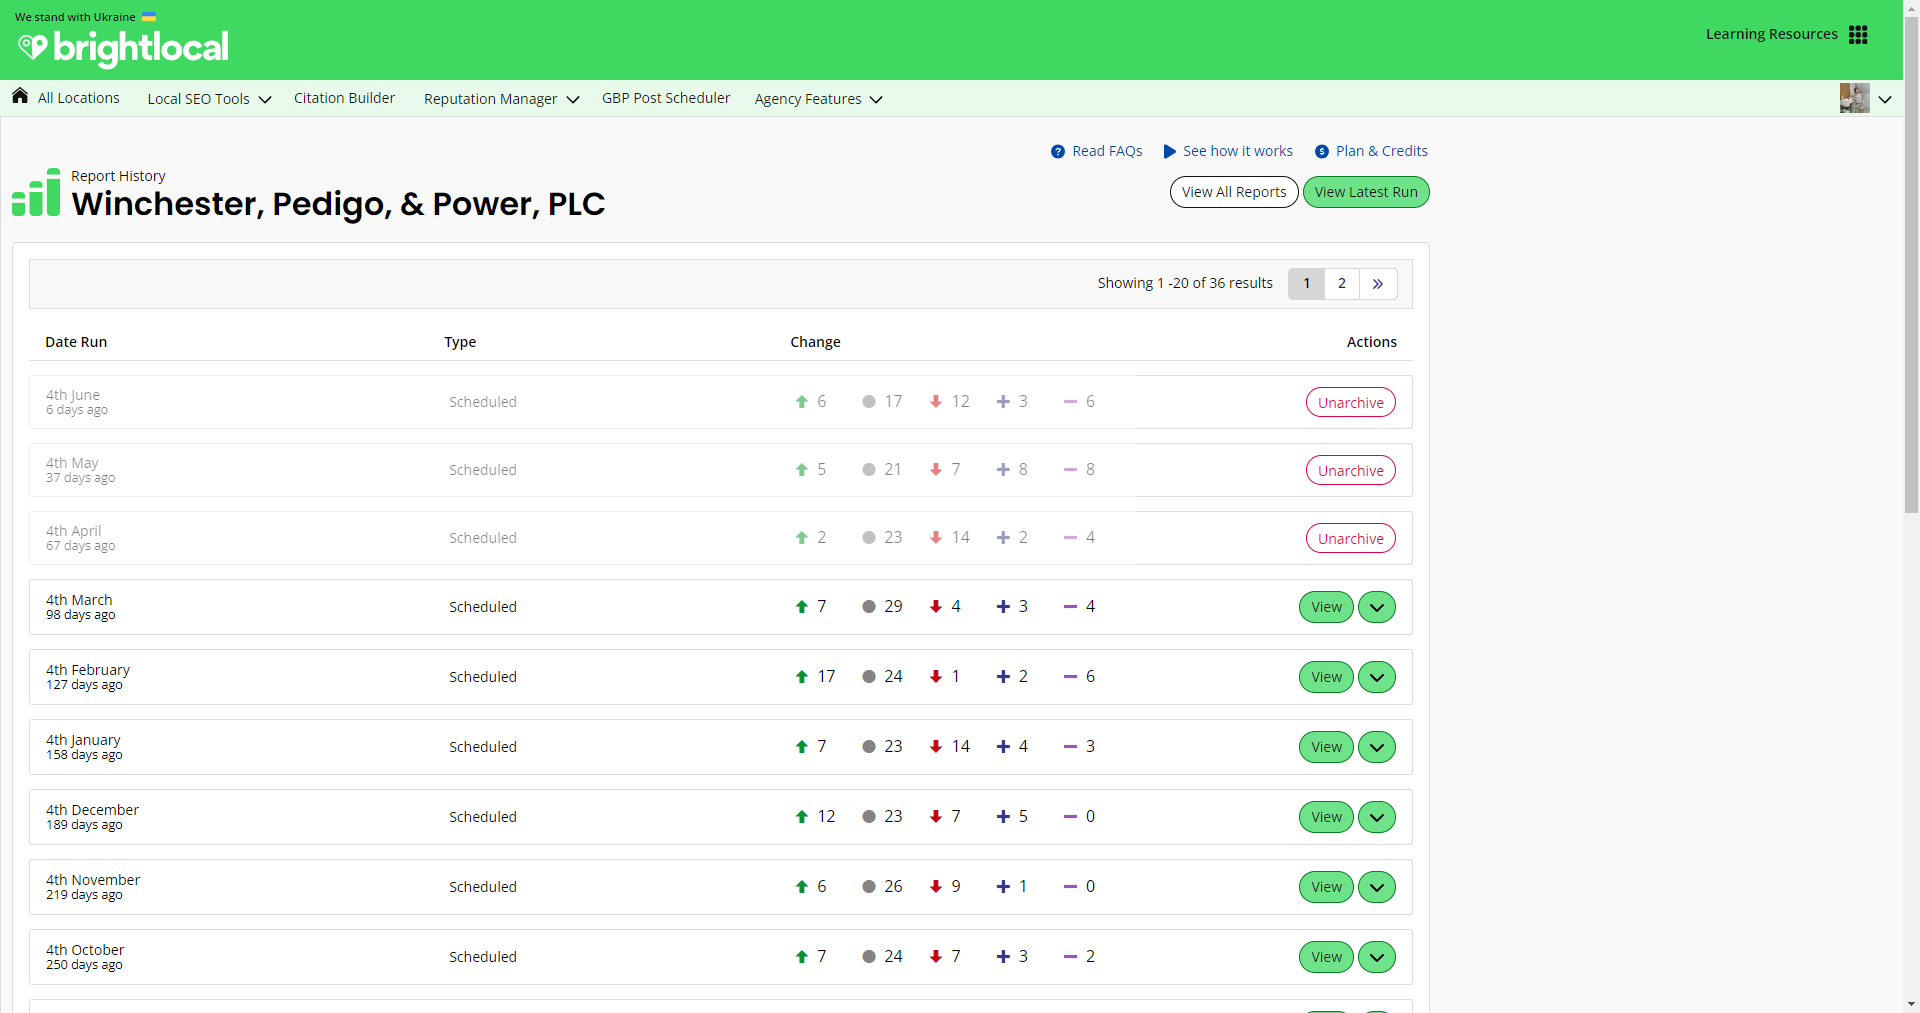 We stand with Ukraine
brightlocal
Learning Resources
All Locations Local SEO Tools Citation Builder Reputation Manager GBP Post Scheduler Agency Features
Read FAQs See how it works Plan & Credits
Report History
Winchester, Pedigo, & Power, PLC
View All Reports View Latest Run
Showing 1 -20 of 36 results 1 2 »
Date Run Type Change Actions
4th June
6 days ago
Scheduled 6 17 12 3 6 Unarchive
4th May
37 days ago
Scheduled 5 21 7 8 8 Unarchive
4th April
67 days ago
Scheduled 2 23 14 2 4 Unarchive
4th March
98 days ago
Scheduled 7 29 4 3 4 View
4th February
127 days ago
Scheduled 17 24 1 2 6 View
4th January
158 days ago
Scheduled 7 23 14 4 3 View
4th December
189 days ago
Scheduled 12 23 7 5 0 View
4th November
219 days ago
Scheduled 6 26 9 1 0 View
4th October
250 days ago
Scheduled 7 24 7 3 2 View